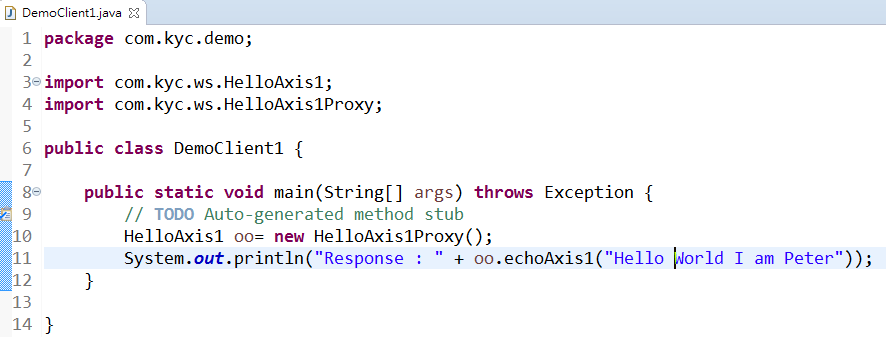 DemoClient1.java
1 package com.kyc.demo;
2
3 import com.kyc.ws.HelloAxis1;
4 import com.kyc.ws.HelloAxis1Proxy;
5
6 public class DemoClient1 {
7
8     public static void main(String[] args) throws Exception {
9         // TODO Auto-generated method stub
10         HelloAxis1 oo= new HelloAxis1Proxy();
11         System.out.println("Response : " + oo.echoAxis1("Hello World I am Peter"));
12     }
13
14 }